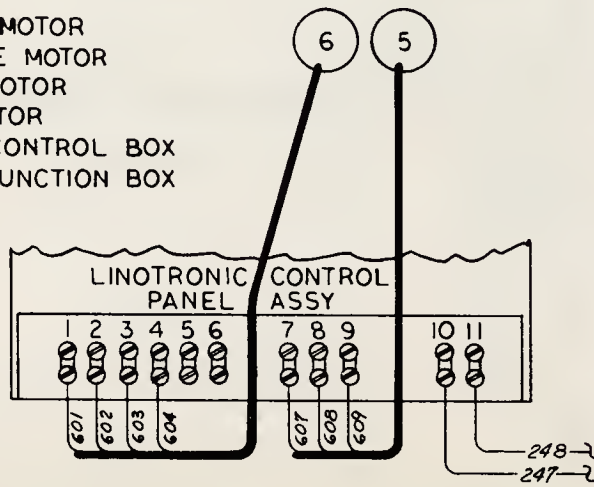 MOTOR
E MOTOR
OTOR
TOR
CONTROL BOX
UNCTION BOX
6 5
LINOTRONIC CONTROL
PANEL ASSY
1 2 3 4 5 6 7 8 9 10 11
601 602 603 604 607 608 609
248
247